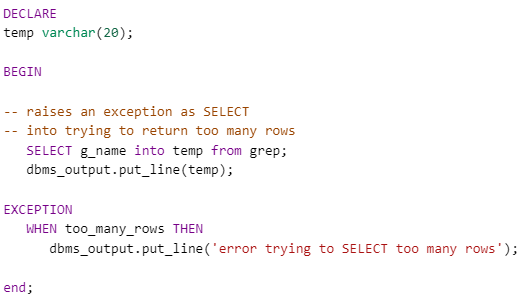 DECLARE
temp varchar(20);
BEGIN
-- raises an exception as SELECT
-- into trying to return too many rows
SELECT g_name into temp from grep;
dbms_output.put_line(temp);
EXCEPTION
WHEN too_many_rows THEN
dbms_output.put_line('error trying to SELECT too many rows');
end;